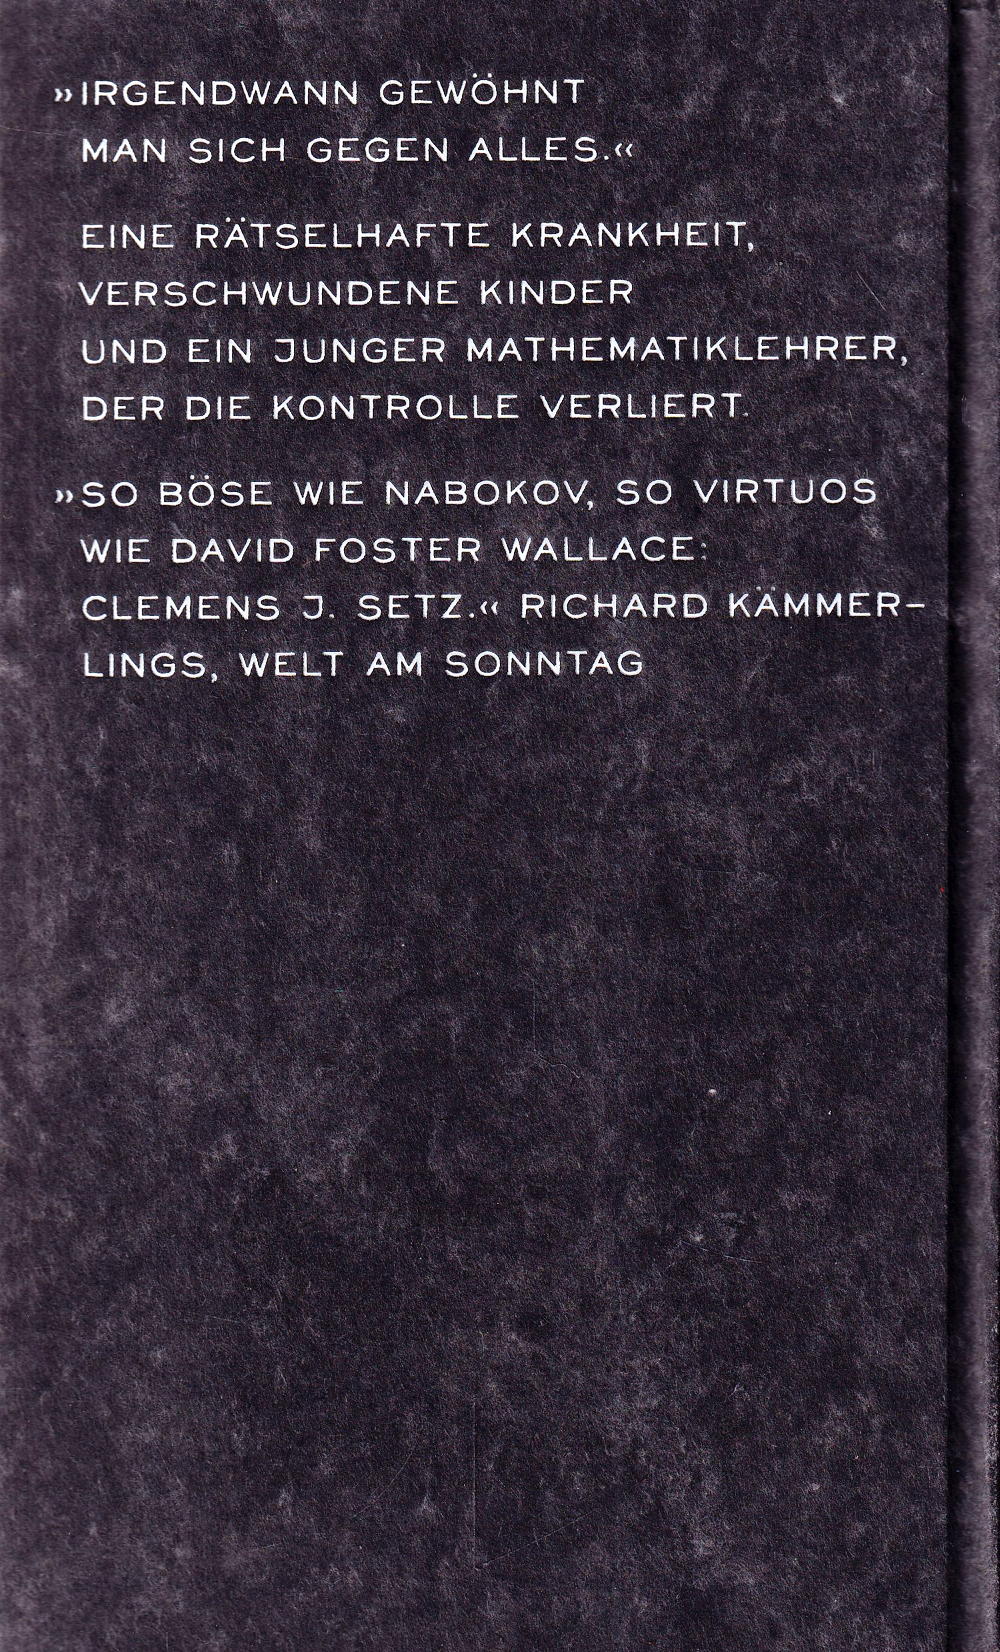 »IRGENDWANN GEWÖHNT
MAN SICH GEGEN ALLES.«
EINE RÄTSELHAFTE KRANKHEIT,
VERSCHWUNDENE KINDER
UND EIN JUNGER MATHEMATIKLEHRER,
DER DIE KONTROLLE VERLIERT.
»SO BÖSE WIE NABOKOV, SO VIRTUOS
WIE DAVID FOSTER WALLACE:
CLEMENS J. SETZ.« RICHARD KÄMMER-
LINGS, WELT AM SONNTAG